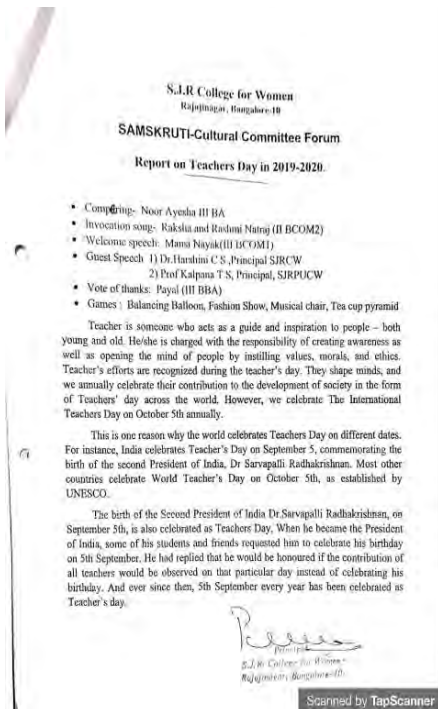 S.J.R College for Women
Rajajinagar, Bangalore-10
SAMSKRUTI-Cultural Committee Forum
Report on Teachers Day in 2019-2020.
• Compering- Noor Ayesha III BA
• Invocation song- Raksha and Rashmi Natraj (II BCOM2)
• Welcome speech: Mansi Nayak(III BCOM1)
• Guest Speech 1) Dr.Harshini C S ,Principal SJRCW
2) Prof Kalpana T S, Principal, SJRPUCW
• Vote of thanks: Payal (III BBA)
• Games : Balancing Balloon, Fashion Show, Musical chair, Tea cup pyramid
Teacher is someone who acts as a guide and inspiration to people – both
young and old. He/she is charged with the responsibility of creating awareness as
well as opening the mind of people by instilling values, morals, and ethics.
Teacher's efforts are recognized during the teacher's day. They shape minds, and
we annually celebrate their contribution to the development of society in the form
of Teachers' day across the world. However, we celebrate The International
Teachers Day on October 5th annually.
This is one reason why the world celebrates Teachers Day on different dates.
For instance, India celebrates Teacher's Day on September 5, commemorating the
birth of the second President of India, Dr Sarvapalli Radhakrishnan. Most other
countries celebrate World Teacher's Day on October 5th, as established by
UNESCO.
The birth of the Second President of India Dr.Sarvapalli Radhakrishnan, on
September 5th, is also celebrated as Teachers Day, When he became the President
of India, some of his students and friends requested him to celebrate his birthday
on 5th September. He had replied that he would be honoured if the contribution of
all teachers would be observed on that particular day instead of celebrating his
birthday. And ever since then, 5th September every year has been celebrated as
Teacher's day.
Principal
S.J.R College for Women
Rajajinagar, Bangalore-10.
Scanned by TapScanner